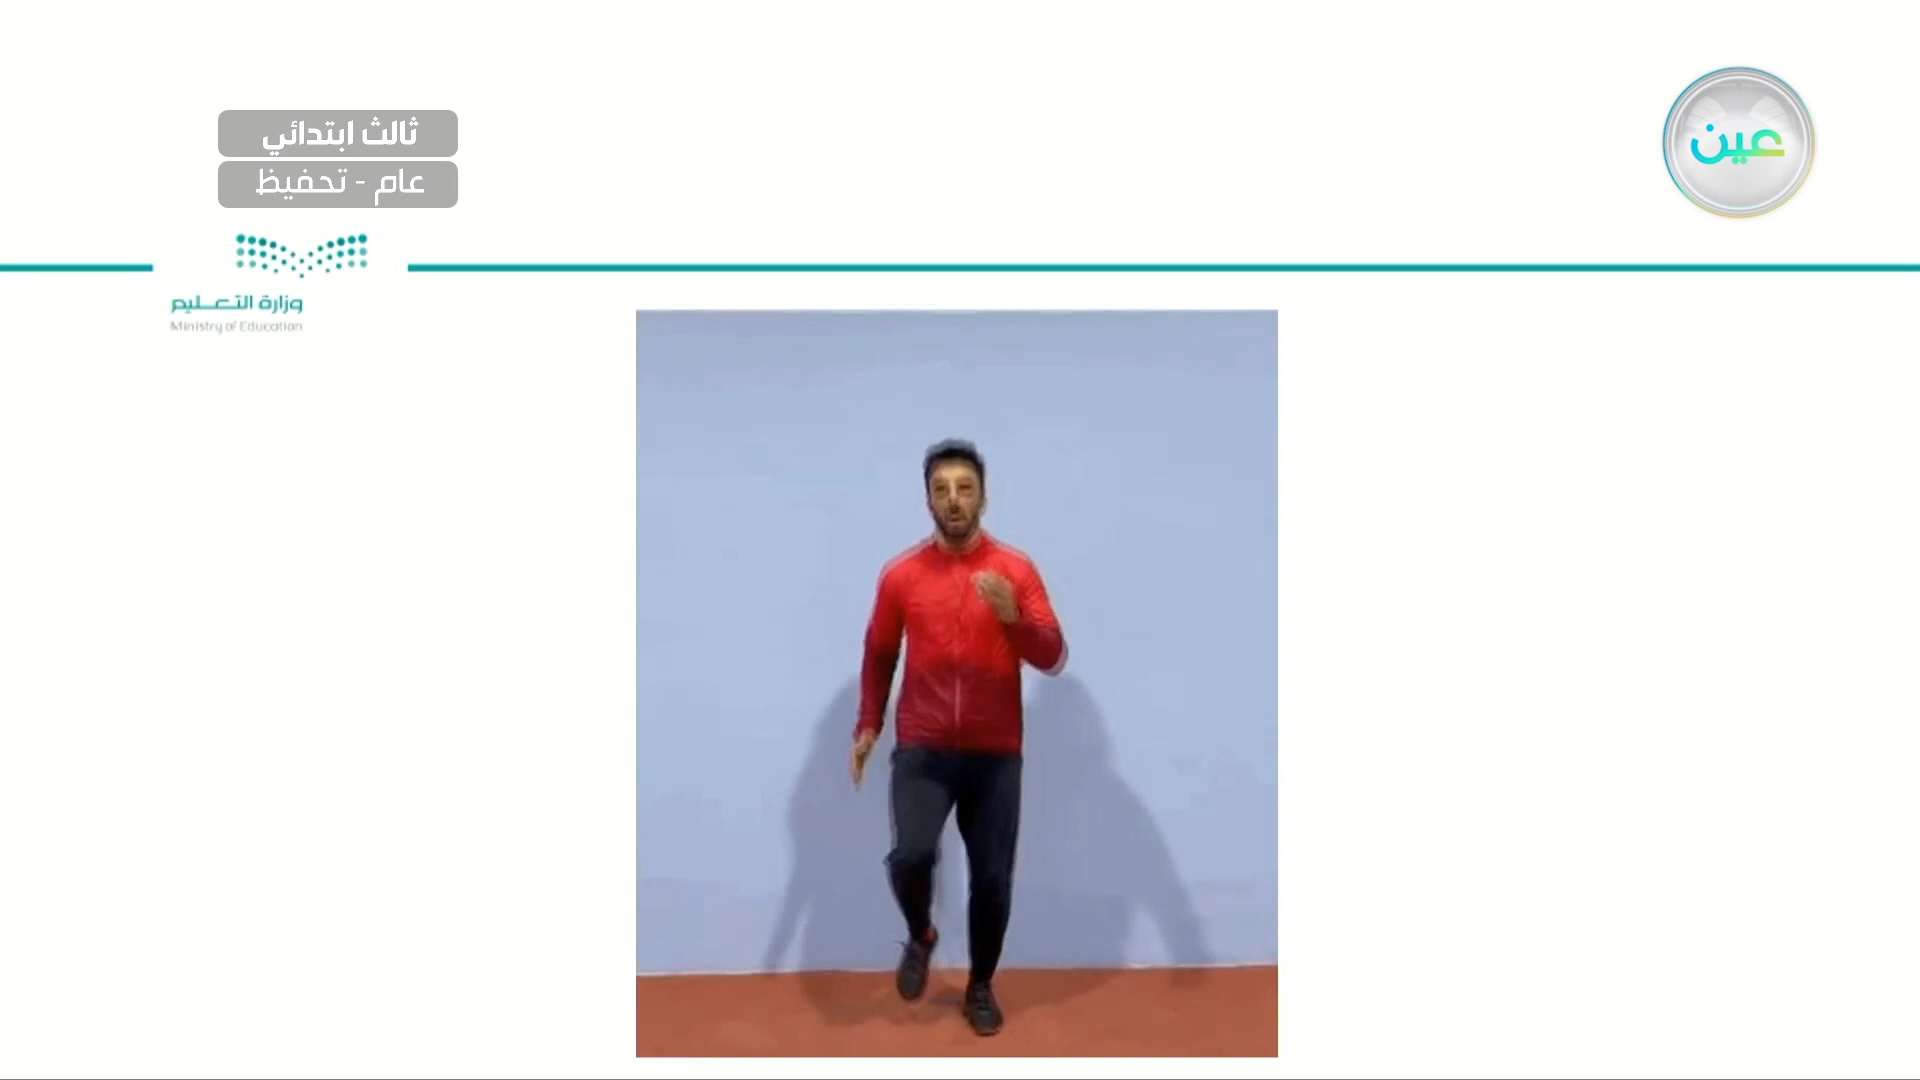 ثالث ابتدائي
عام - تحفيظ
عين
وزارة التعليم
Ministry of Education